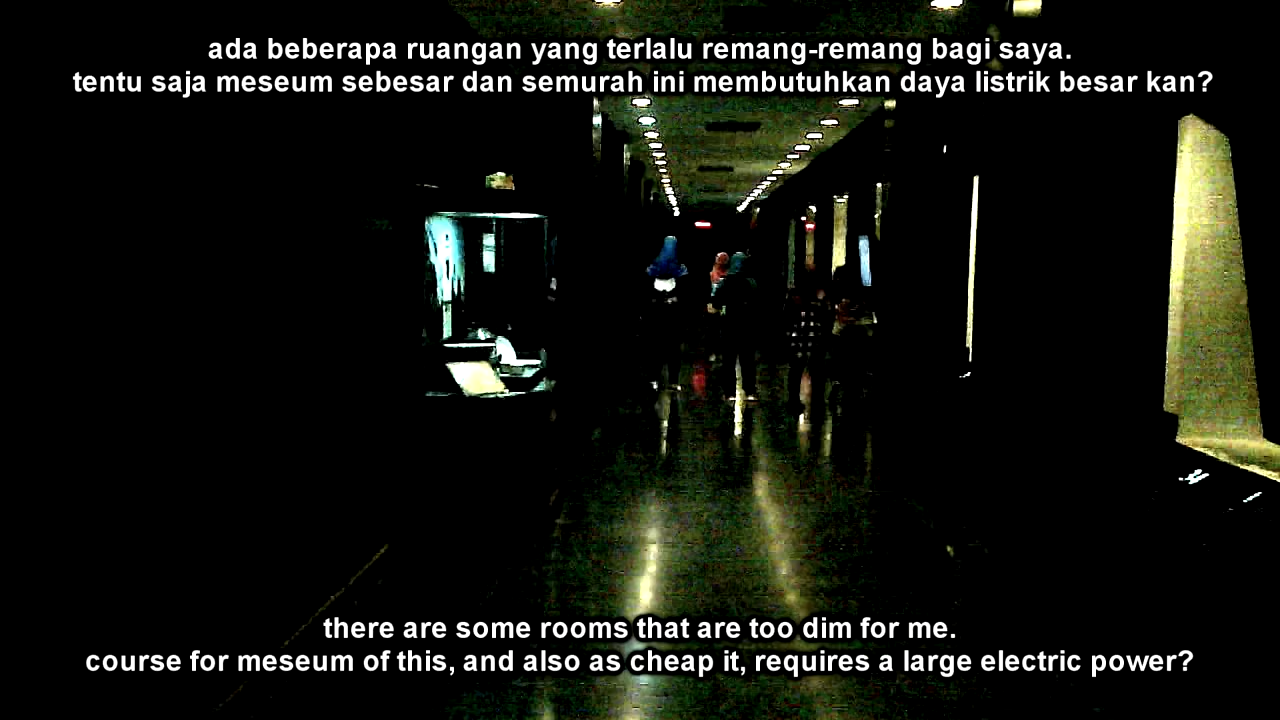 ada beberapa ruangan yang terlalu remang-remang bagi saya.
tentu saja meseum sebesar dan semurah ini membutuhkan daya listrik besar kan?
there are some rooms that are too dim for me.
course for meseum of this, and also as cheap it, requires a large electric power?